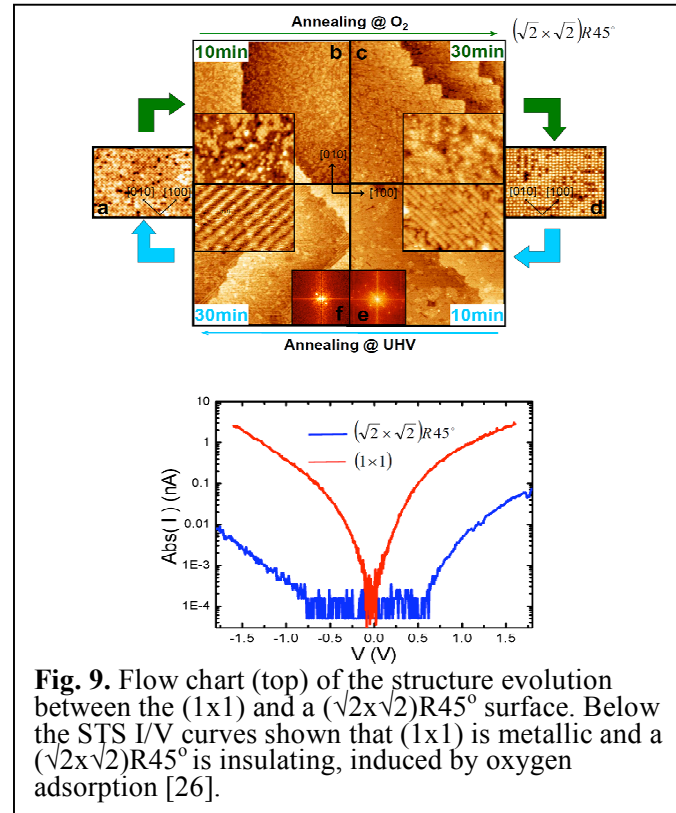 Annealing @ O₂
(√2 × √2)R45°
10min
b
c
30min
[010]
[100]
[010]
[100]
a
[010]
[100]
d
30min
f
e
10min
Annealing @ UHV
10
1
0.1
0.01
1E-3
1E-4
Abs( I ) (nA)
(√2 × √2)R45°
(1×1)
-1.5 -1.0 -0.5 0.0 0.5 1.0 1.5
V (V)
Fig. 9. Flow chart (top) of the structure evolution
between the (1x1) and a (√2x√2)R45° surface. Below
the STS I/V curves shown that (1x1) is metallic and a
(√2x√2)R45° is insulating, induced by oxygen
adsorption [26].